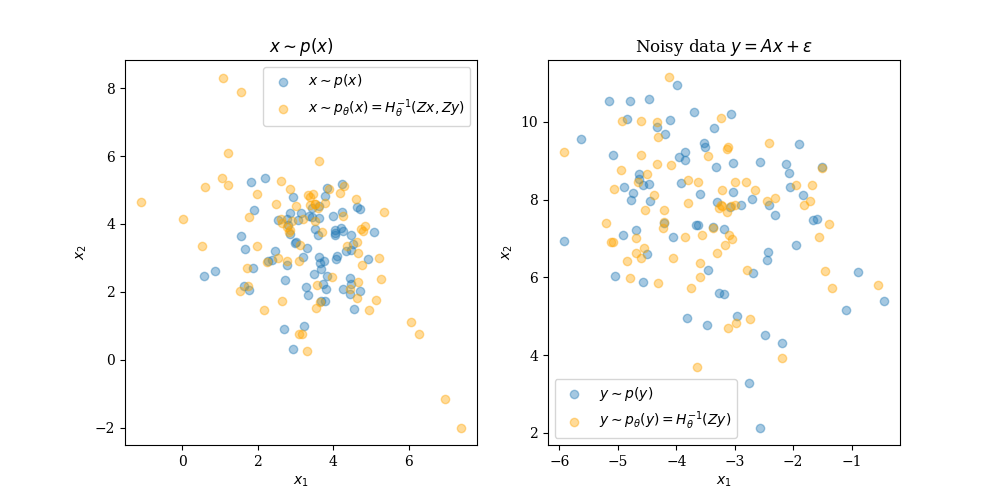 x ~ p(x)
Noisy data y = Ax + ε
x ~ p(x)
x ~ p_θ(x) = H_θ^{-1}(Zx, Zy)
8
6
4
2
0
−2
x_2
0
2
4
6
x_1
10
8
6
4
2
x_2
y ~ p(y)
y ~ p_θ(y) = H_θ^{-1}(Zy)
−6
−5
−4
−3
−2
−1
x_1